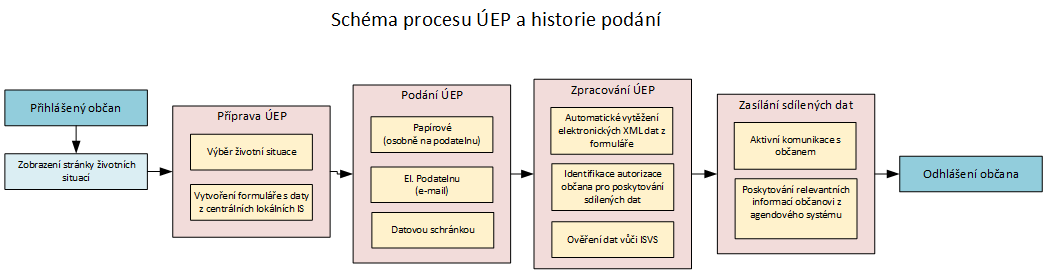 Schéma procesu ÚEP a historie podání
Přihlášený občan
Zobrazení stránky životních
situací
Příprava ÚEP
Výběr životní situace
Vytvoření formuláře s daty
z centrálních lokálních IS
Podání ÚEP
Papírové
(osobně na podatelnu)
El. Podatelnu
(e-mail)
Datovou schránkou
Zpracování ÚEP
Automatické vytěžení
elektronických XML dat z
formuláře
Identifikace autorizace
občana pro poskytování
sdílených dat
Ověření dat vůči ISVS
Zasílání sdílených dat
Aktivní komunikace s
občanem
Poskytování relevantních
informací občanovi z
agendového systému
Odhlášení občana